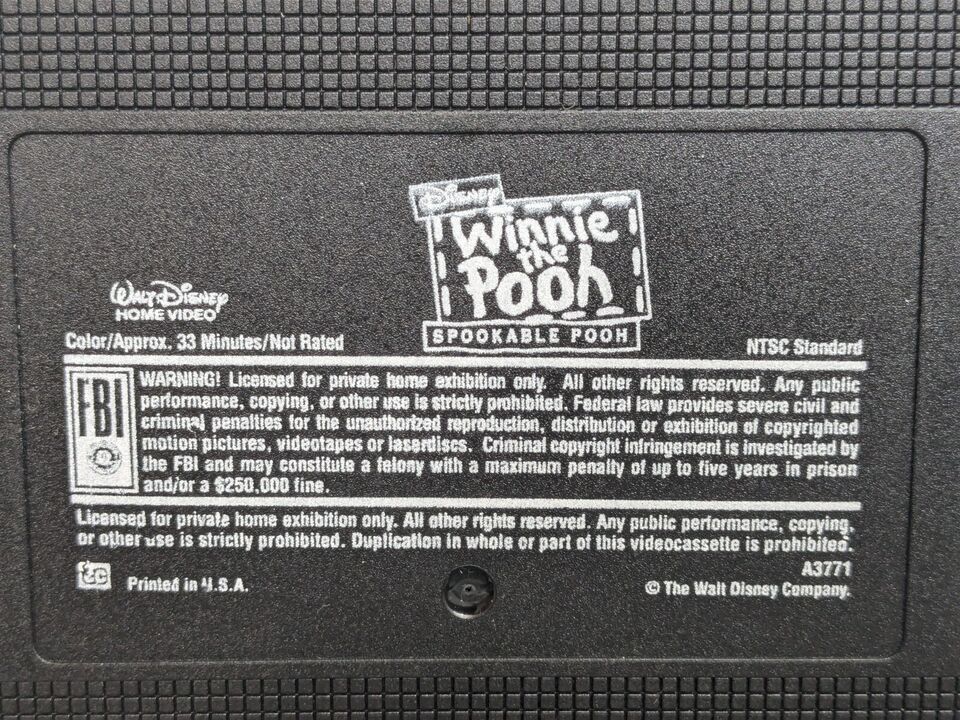 Disney
Winnie
the
Pooh
SPOOKABLE POOH
WALT DISNEY
HOME VIDEO
Color/Approx. 33 Minutes/Not Rated
NTSC Standard
FBI
WARNING! Licensed for private home exhibition only. All other rights reserved. Any public
performance, copying, or other use is strictly prohibited. Federal law provides severe civil and
criminal penalties for the unauthorized reproduction, distribution or exhibition of copyrighted
motion pictures, videotapes or laserdiscs. Criminal copyright infringement is investigated by
the FBI and may constitute a felony with a maximum penalty of up to five years in prison
and/or a $250,000 fine.
Licensed for private home exhibition only. All other rights reserved. Any public performance, copying,
or other use is strictly prohibited. Duplication in whole or part of this videocassette is prohibited.
A3771
Printed in U.S.A.
© The Walt Disney Company.